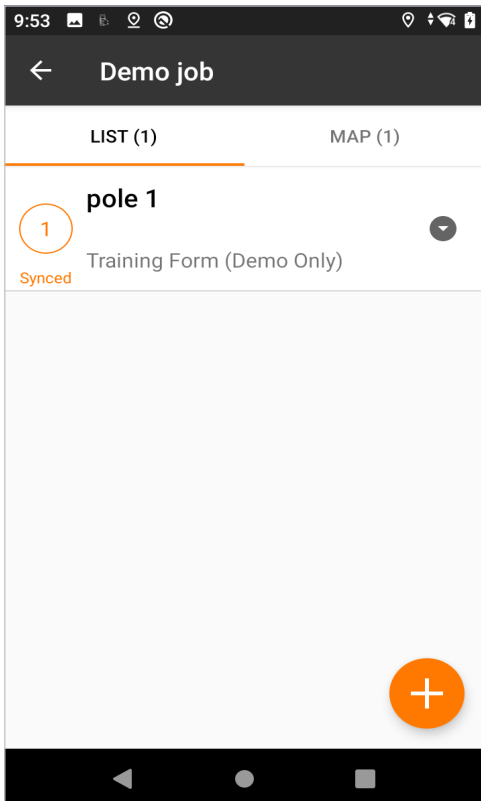 9:53
Demo job
LIST (1)
MAP (1)
pole 1
1
Training Form (Demo Only)
Synced